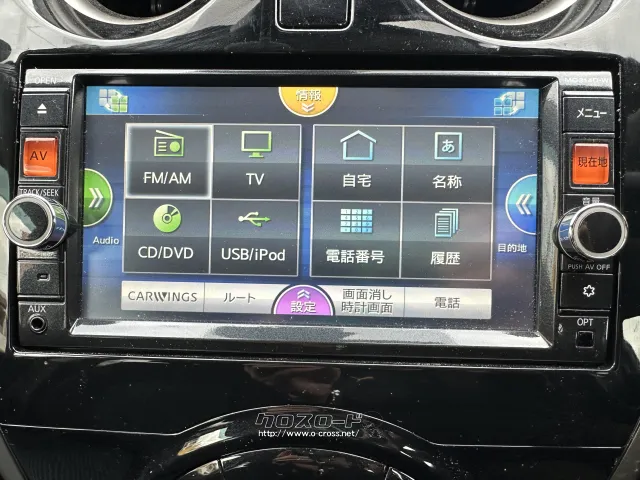 OPEN
メニュー
情報
AV
現在地
FM/AM
TV
自宅
名称
TRACK/SEEK
音量
Audio
目的地
CD/DVD
USB/iPod
電話番号
履歴
PUSH AV OFF
CARWINGS
ルート
設定
画面消し
時計画面
電話
AUX
OPT
クロスロード
http://www.o-cross.net/